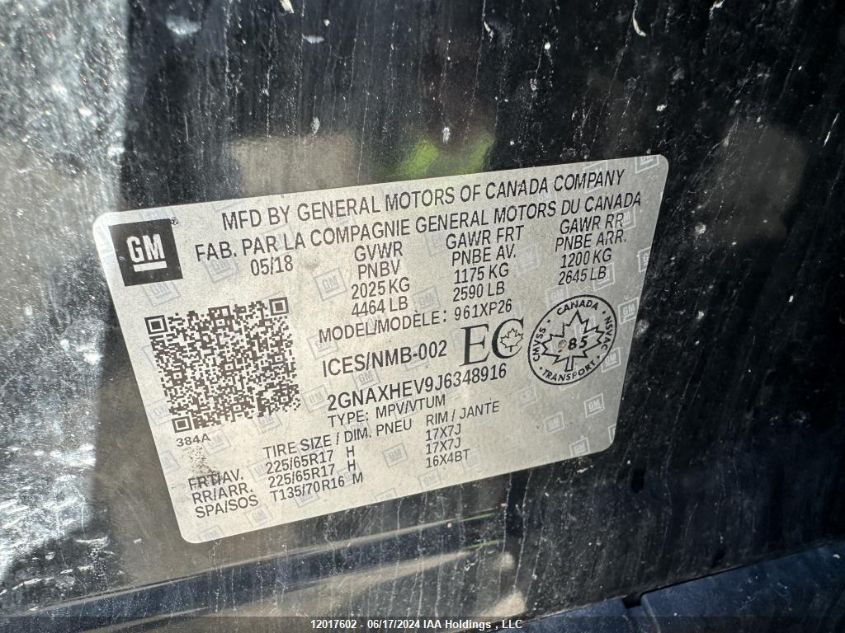 MFD BY GENERAL MOTORS OF CANADA COMPANY
FAB. PAR LA COMPAGNIE GENERAL MOTORS DU CANADA
GM
05/18 GVWR GAWR FRT GAWR RR
PNBV PNBE AV. PNBE ARR.
2025 KG 1175 KG 1200 KG
4464 LB 2590 LB 2645 LB
MODEL/MODÈLE: 961XP26
ICES/NMB-002 EC
CANADA
NSVAC
TRANSPORT
CMVSS
285
2GNAXHEV9J6348916
TYPE: MPV/VTUM
384A
TIRE SIZE / DIM. PNEU RIM / JANTE
FRT/AV. 225/65R17 H 17X7J
RR/ARR. 225/65R17 H 17X7J
SPA/SOS T135/70R16 M 16X4BT
12017602 - 06/17/2024 IAA Holdings, LLC